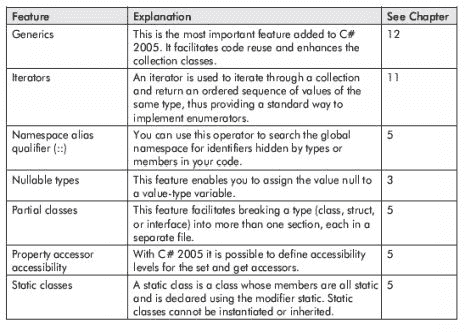 Feature Explanation See Chapter
Generics This is the most important feature added to C# 12
2005. It facilitates code reuse and enhances the
collection classes.
Iterators An iterator is used to iterate through a collection 11
and return an ordered sequence of values of the
same type, thus providing a standard way to
implement enumerators.
Namespace alias You can use this operator to search the global 5
qualifier (::) namespace for identifiers hidden by types or
members in your code.
Nullable types This feature enables you to assign the value null to 3
a value-type variable.
Partial classes This feature facilitates breaking a type (class, struct, 5
or interface) into more than one section, each in a
separate file.
Property accessor With C# 2005 it is possible to define accessibility 5
accessibility levels for the set and get accessors.
Static classes A static class is a class whose members are all static 5
and is declared using the modifier static. Static
classes cannot be instantiated or inherited.